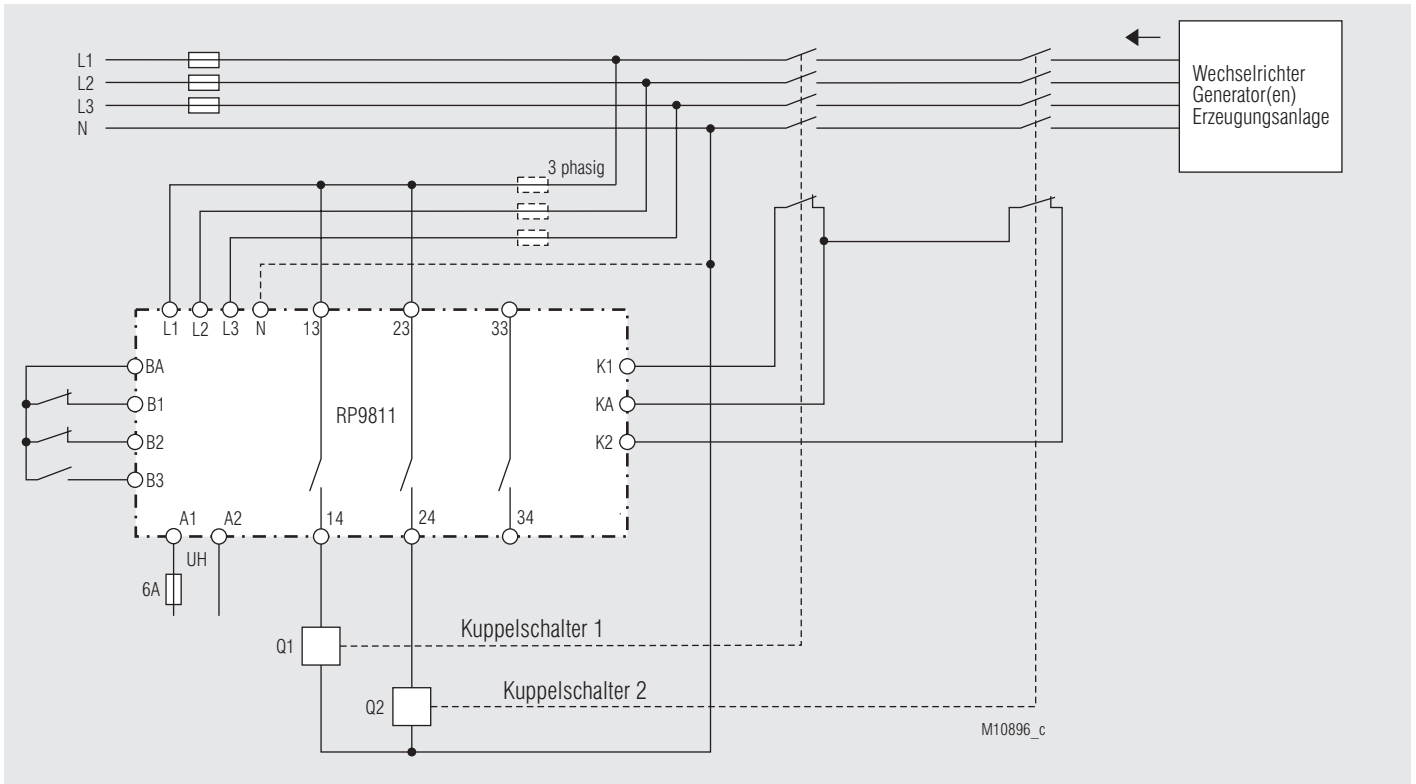 L1
L2
L3
N
Wechselrichter
Generator(en)
Erzeugungsanlage
3 phasig
L1
L2
L3
N
13
23
33
BA
B1
B2
B3
RP9811
K1
KA
K2
A1
A2
14
24
34
UH
6A
Q1
Kuppelschalter 1
Q2
Kuppelschalter 2
M10896_c